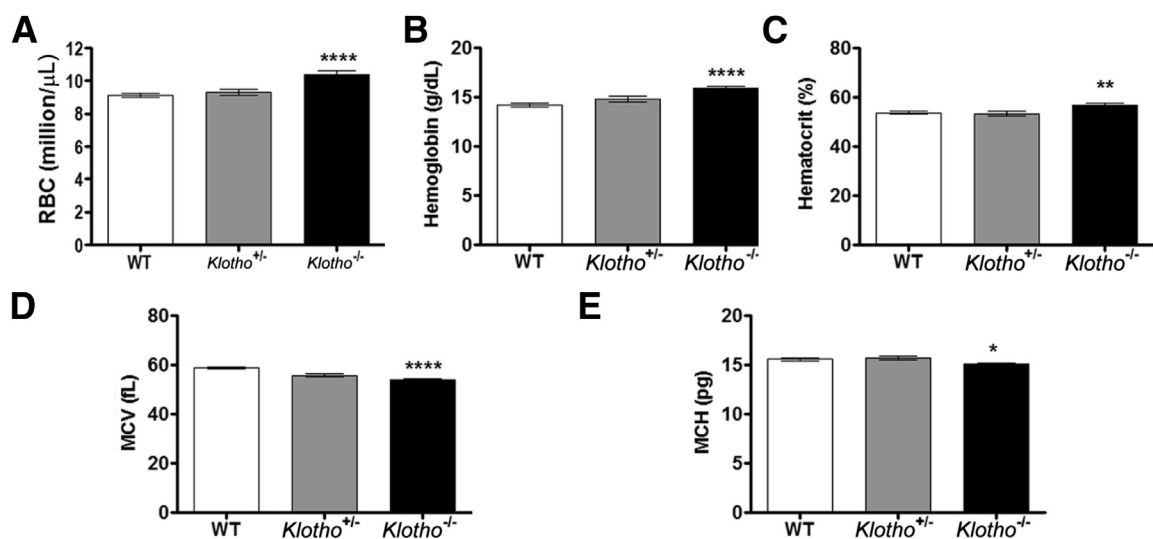 A
RBC (million/μL)
12
10
8
6
4
2
0
****
WT
Klotho+/-
Klotho-/-
B
Hemoglobin (g/dL)
20
15
10
5
0
****
WT
Klotho+/-
Klotho-/-
C
Hematocrit (%)
80
60
40
20
0
**
WT
Klotho+/-
Klotho-/-
D
MCV (fL)
80
60
40
20
0
****
WT
Klotho+/-
Klotho-/-
E
MCH (pg)
20
15
10
5
0
*
WT
Klotho+/-
Klotho-/-